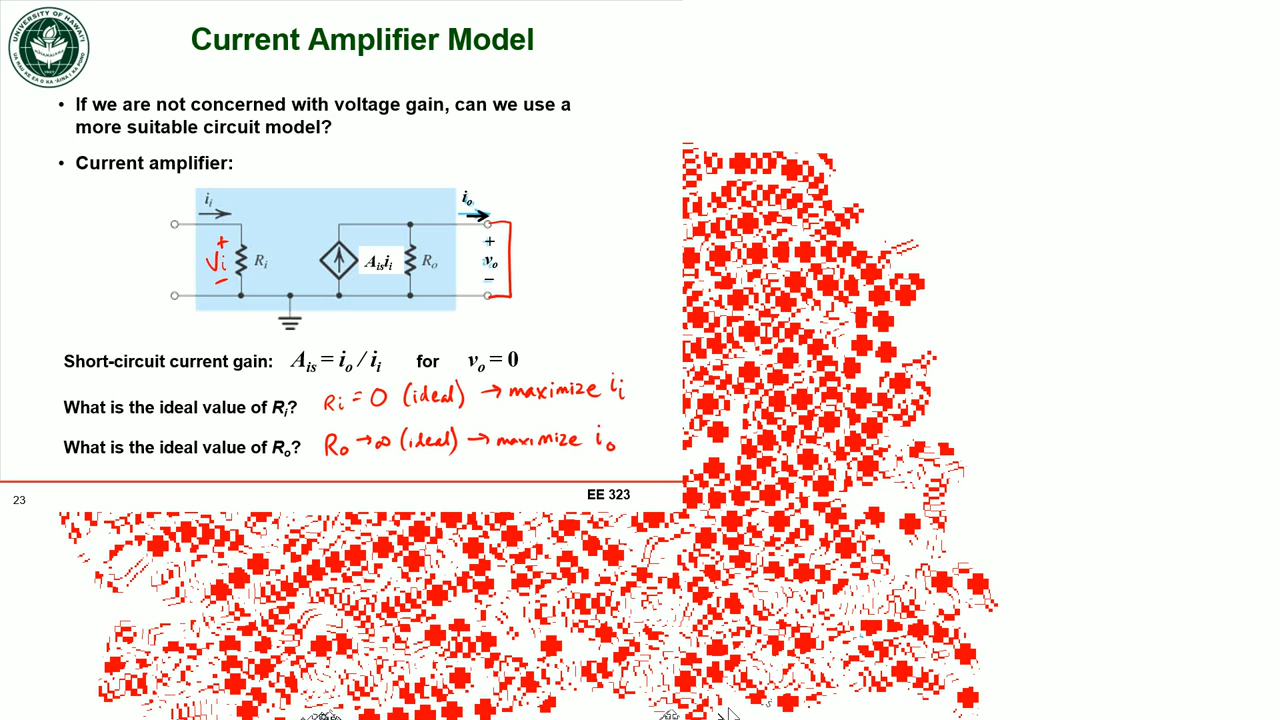 UNIVERSITY OF HAWAI'I
Current Amplifier Model
• If we are not concerned with voltage gain, can we use a
more suitable circuit model?
• Current amplifier:
i_i
i_o
+
V_i
−
R_i
A_is i_i
R_o
+
v_o
−
Short-circuit current gain: A_is = i_o / i_i for v_o = 0
What is the ideal value of R_i? R_i = 0 (ideal) → maximize i_i
What is the ideal value of R_o? R_o → ∞ (ideal) → maximize i_o
23
EE 323